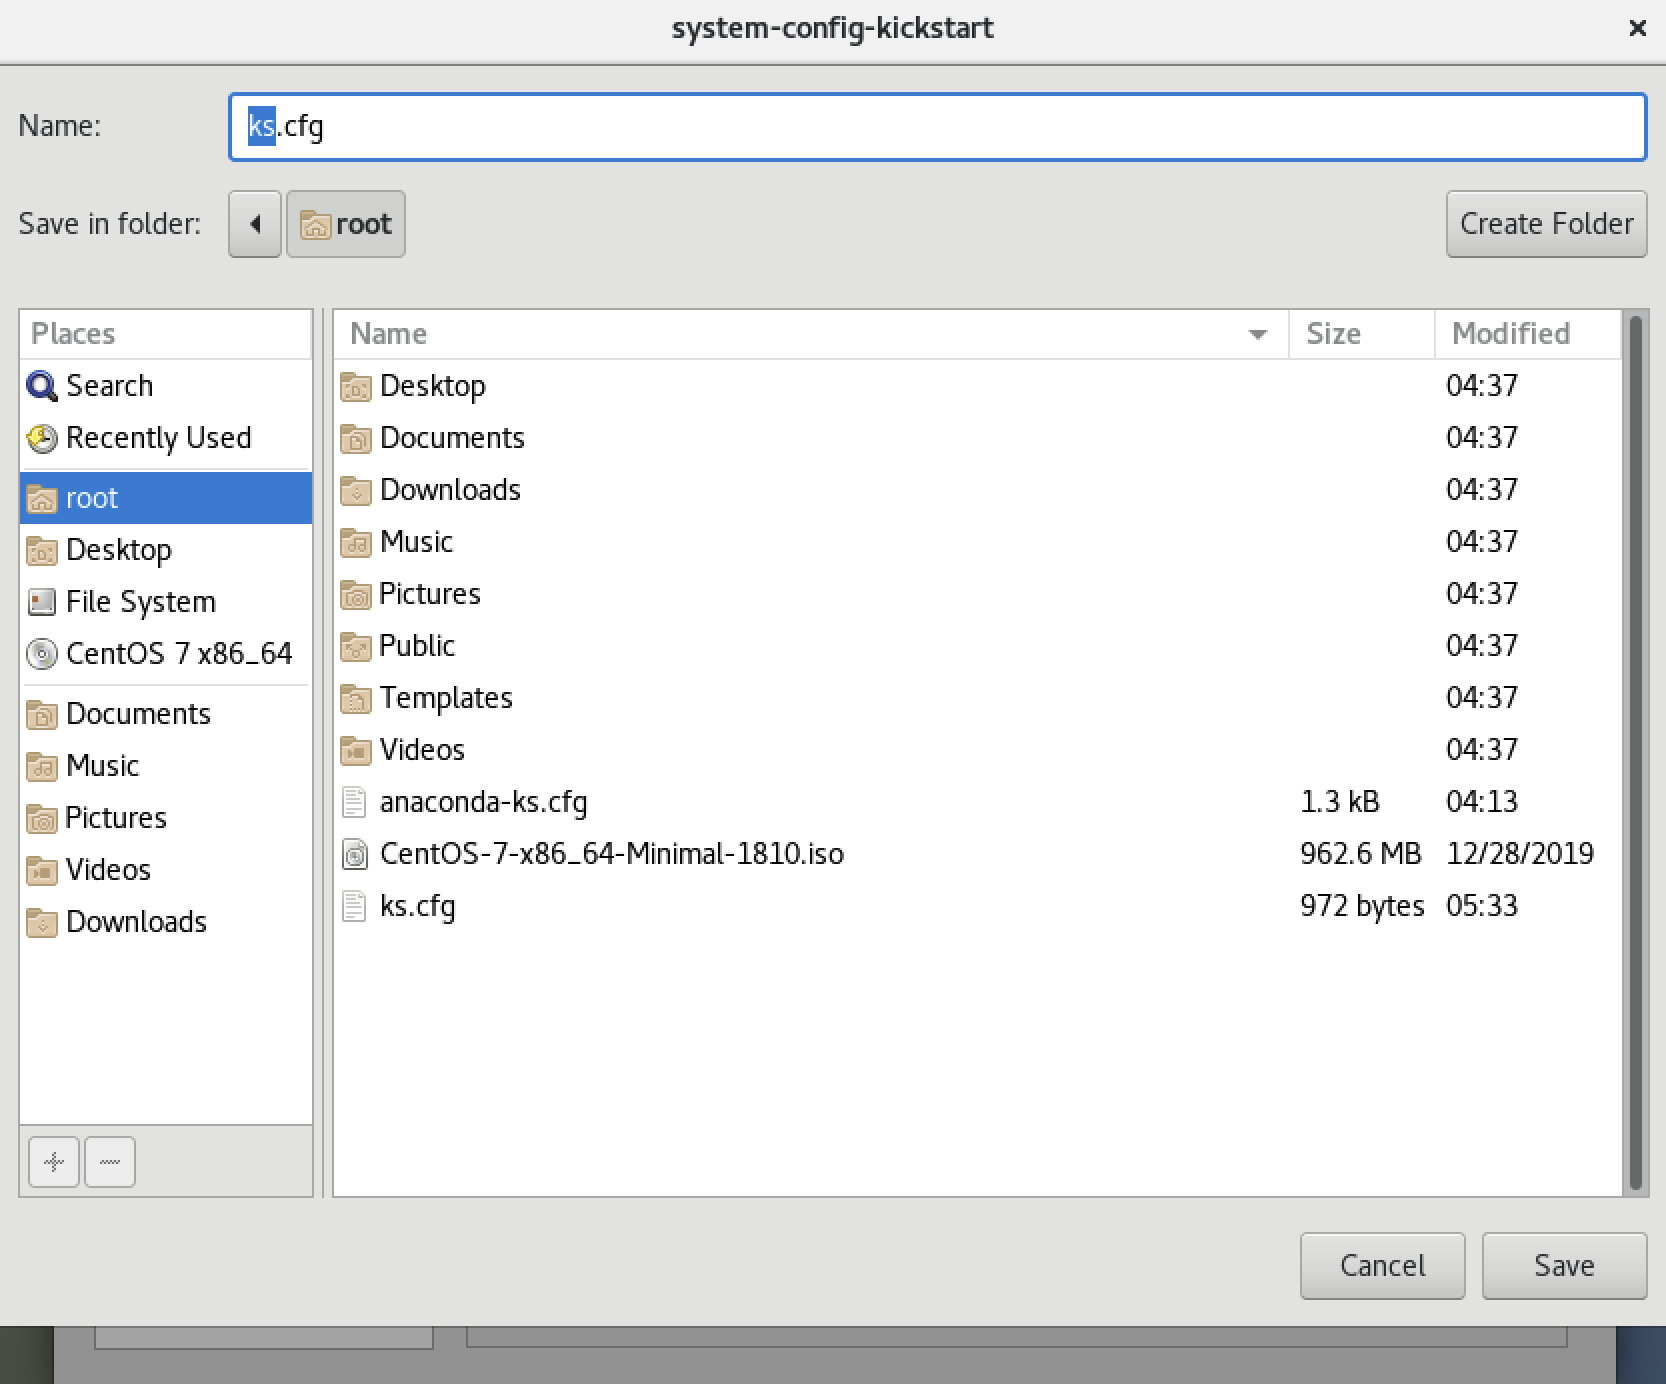 system-config-kickstart
Name: ks.cfg
Save in folder: root Create Folder
Places
Search
Recently Used
root
Desktop
File System
CentOS 7 x86_64
Documents
Music
Pictures
Videos
Downloads
Name Size Modified
Desktop 04:37
Documents 04:37
Downloads 04:37
Music 04:37
Pictures 04:37
Public 04:37
Templates 04:37
Videos 04:37
anaconda-ks.cfg 1.3 kB 04:13
CentOS-7-x86_64-Minimal-1810.iso 962.6 MB 12/28/2019
ks.cfg 972 bytes 05:33
Cancel Save